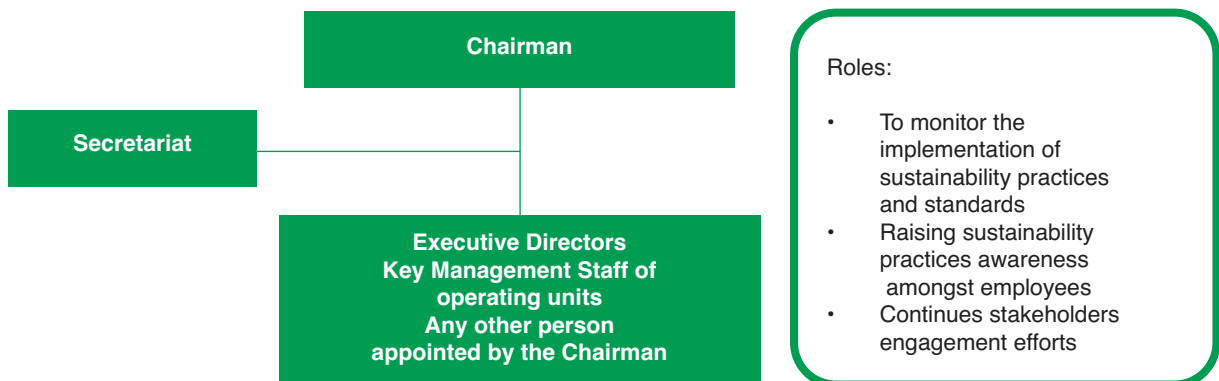 Chairman
Secretariat
Executive Directors
Key Management Staff of
operating units
Any other person
appointed by the Chairman
Roles:
• To monitor the
implementation of
sustainability practices
and standards
• Raising sustainability
practices awareness
amongst employees
• Continues stakeholders
engagement efforts